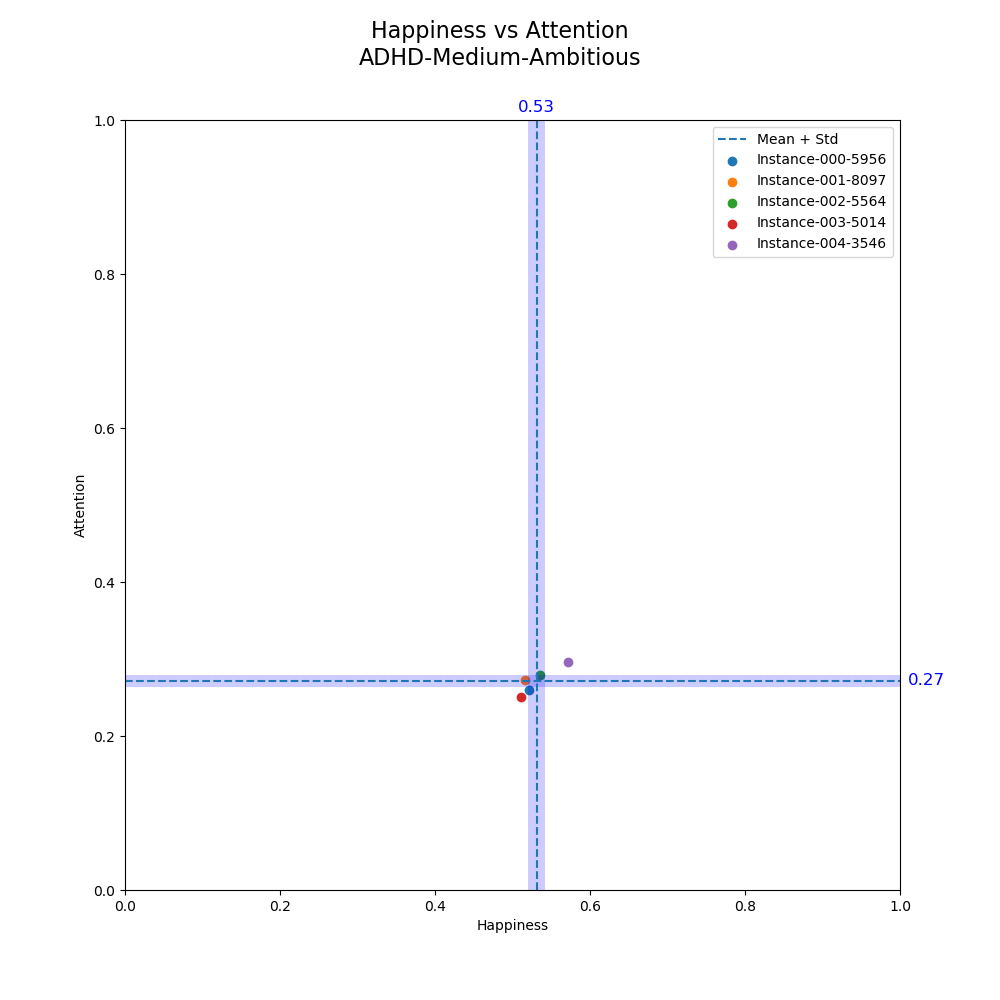 Happiness vs Attention
ADHD-Medium-Ambitious
0.53
1.0
0.8
0.6
0.4
0.2
0.0
Attention
Mean + Std
Instance-000-5956
Instance-001-8097
Instance-002-5564
Instance-003-5014
Instance-004-3546
0.27
0.0
0.2
0.4
0.6
0.8
1.0
Happiness